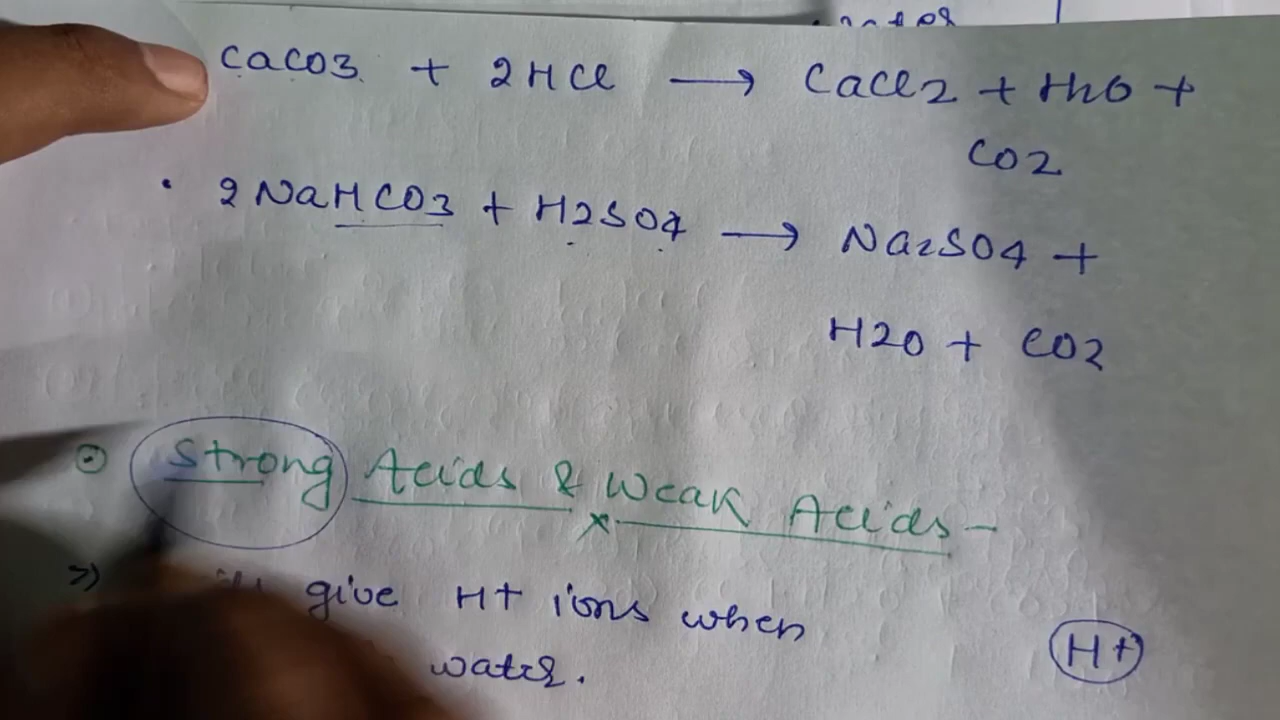 CaCO3 + 2HCl → CaCl2 + H2O +
CO2
• 2NaHCO3 + H2SO4 → Na2SO4 +
H2O + CO2
Strong Acids & Weak Acids -
give H+ ions when
water.
H+